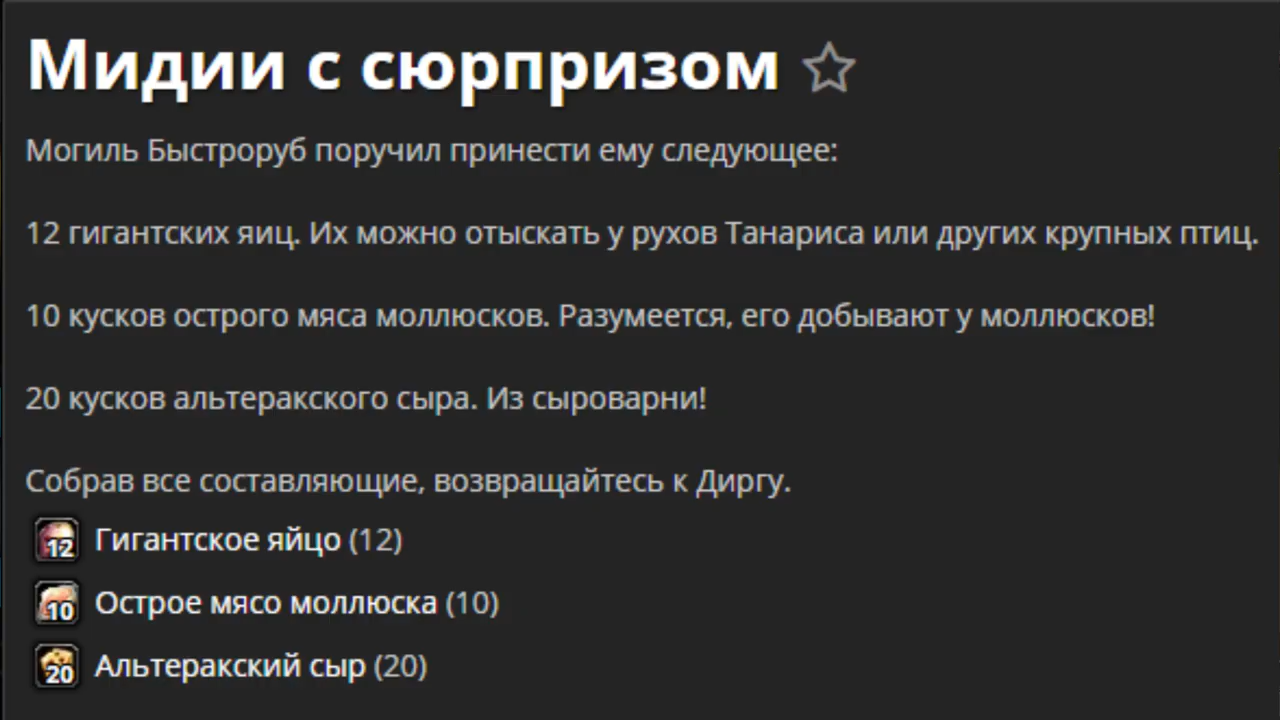 Мидии с сюрпризом
Могиль Быстроруб поручил принести ему следующее:
12 гигантских яиц. Их можно отыскать у рухов Танариса или других крупных птиц.
10 кусков острого мяса моллюсков. Разумеется, его добывают у моллюсков!
20 кусков альтеракского сыра. Из сыроварни!
Собрав все составляющие, возвращайтесь к Диргу.
12 Гигантское яйцо (12)
10 Острое мясо моллюска (10)
20 Альтеракский сыр (20)